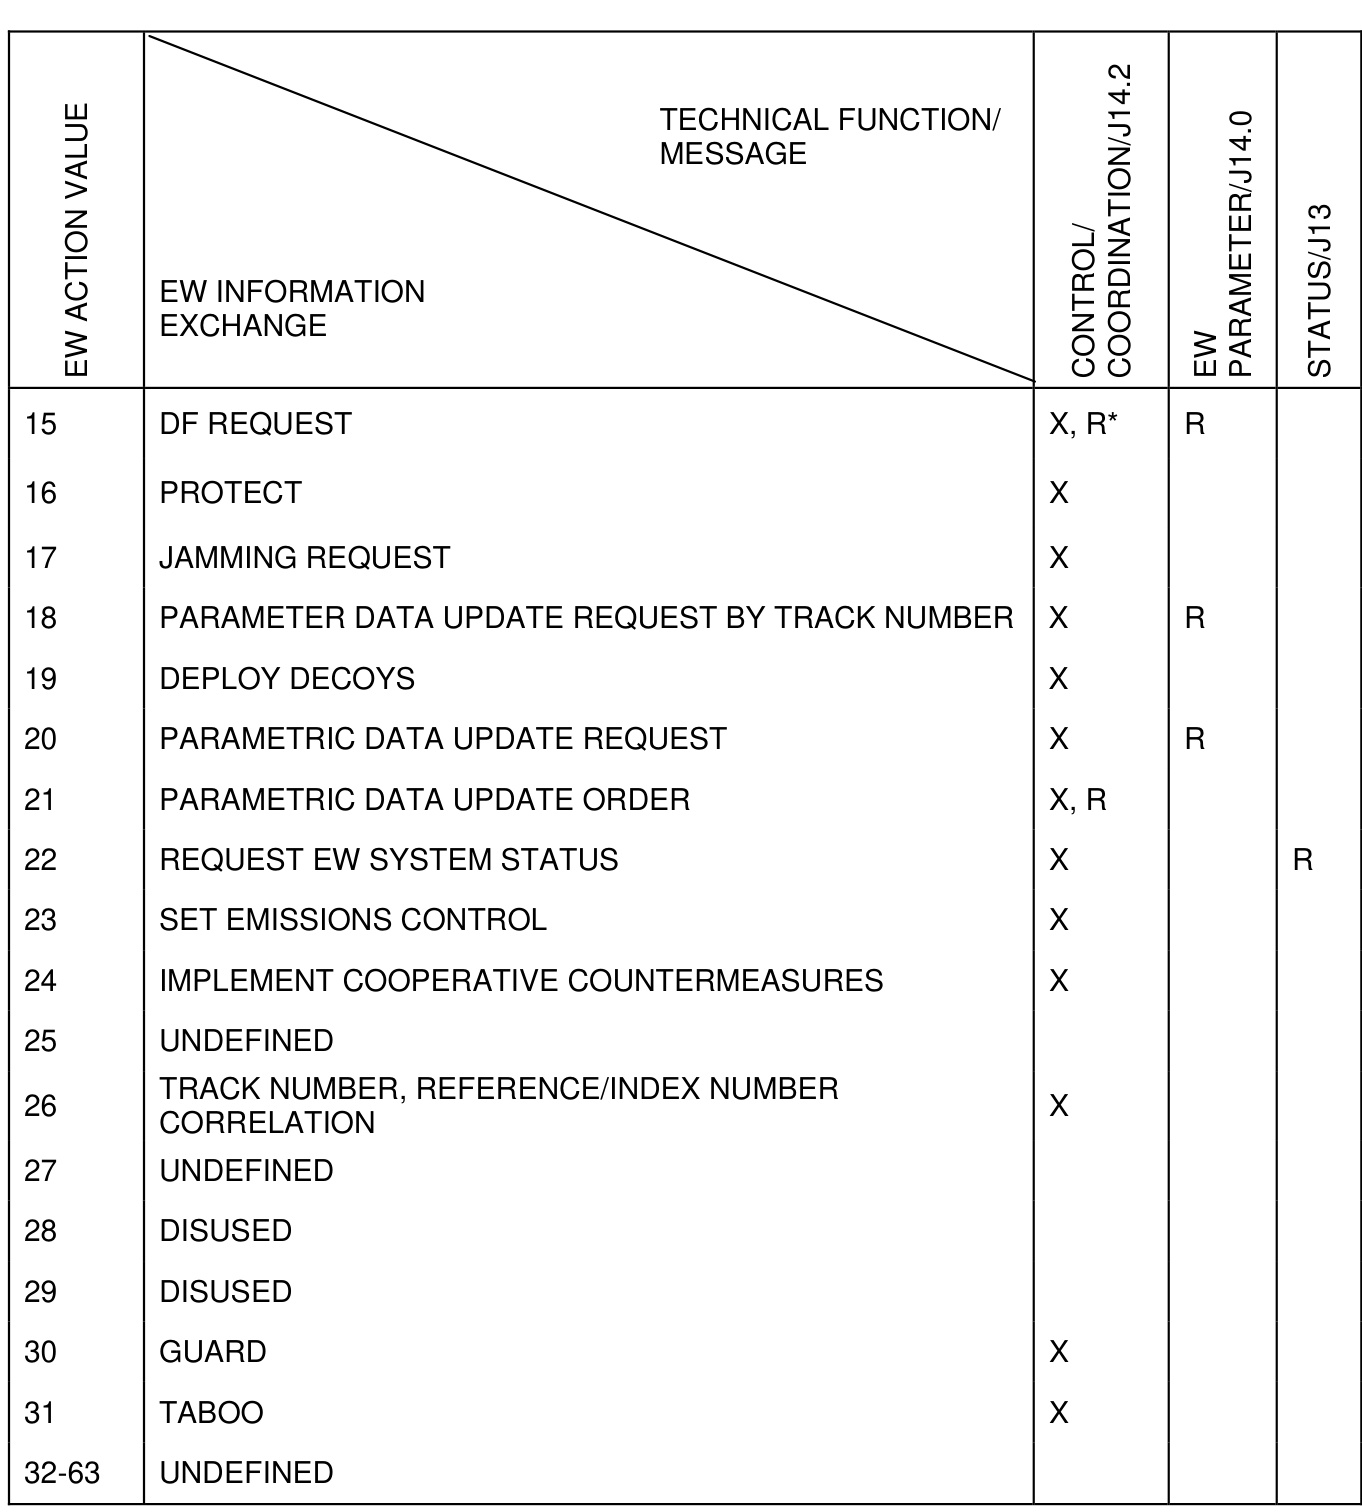 EW ACTION VALUE
TECHNICAL FUNCTION/
MESSAGE
EW INFORMATION
EXCHANGE
CONTROL/
COORDINATION/J14.2
EW
PARAMETER/J14.0
STATUS/J13
15 DF REQUEST X, R* R
16 PROTECT X
17 JAMMING REQUEST X
18 PARAMETER DATA UPDATE REQUEST BY TRACK NUMBER X R
19 DEPLOY DECOYS X
20 PARAMETRIC DATA UPDATE REQUEST X R
21 PARAMETRIC DATA UPDATE ORDER X, R
22 REQUEST EW SYSTEM STATUS X R
23 SET EMISSIONS CONTROL X
24 IMPLEMENT COOPERATIVE COUNTERMEASURES X
25 UNDEFINED
26 TRACK NUMBER, REFERENCE/INDEX NUMBER
CORRELATION X
27 UNDEFINED
28 DISUSED
29 DISUSED
30 GUARD X
31 TABOO X
32-63 UNDEFINED